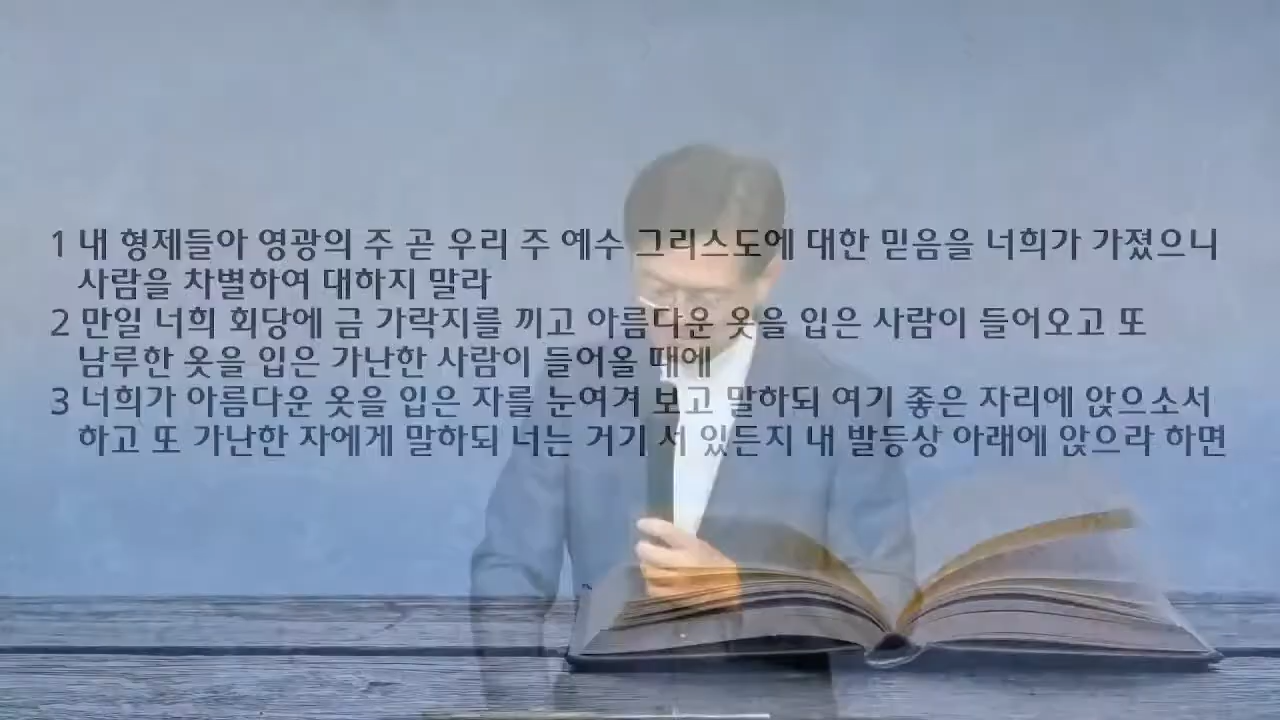 1 내 형제들아 영광의 주 곧 우리 주 예수 그리스도에 대한 믿음을 너희가 가졌으니
사람을 차별하여 대하지 말라
2 만일 너희 회당에 금 가락지를 끼고 아름다운 옷을 입은 사람이 들어오고 또
남루한 옷을 입은 가난한 사람이 들어올 때에
3 너희가 아름다운 옷을 입은 자를 눈여겨 보고 말하되 여기 좋은 자리에 앉으소서
하고 또 가난한 자에게 말하되 너는 거기 서 있든지 내 발등상 아래에 앉으라 하면